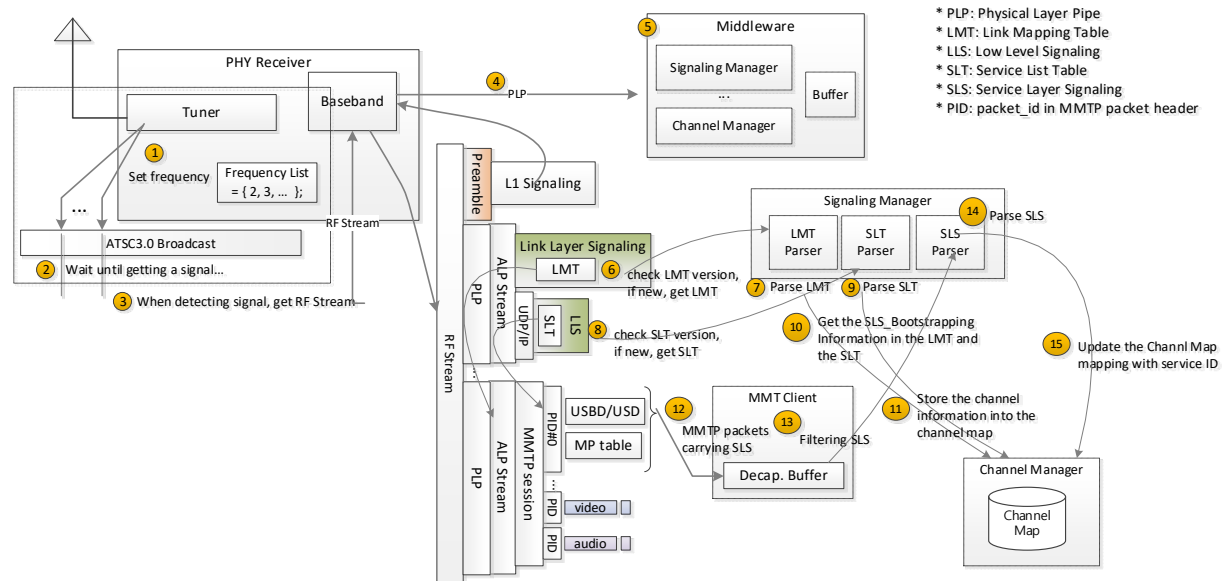 * PLP: Physical Layer Pipe
* LMT: Link Mapping Table
* LLS: Low Level Signaling
* SLT: Service List Table
* SLS: Service Layer Signaling
* PID: packet_id in MMTP packet header
PHY Receiver
Tuner
Baseband
1
Set frequency
Frequency List
= { 2, 3, ... };
...
RF Stream
ATSC3.0 Broadcast
2
Wait until getting a signal...
3
When detecting signal, get RF Stream
4
PLP
5
Middleware
Signaling Manager
...
Channel Manager
Buffer
RF Stream
Preamble
L1 Signaling
PLP
ALP Stream
Link Layer Signaling
LMT
6
check LMT version,
if new, get LMT
UDP/IP
SLT
LLS
8
check SLT version,
if new, get SLT
...
PLP
ALP Stream
MMTP session
PID#0
USBD/USD
MP table
...
PID
video
PID
audio
12
MMTP packets
carrying SLS
MMT Client
13
Filtering SLS
Decap. Buffer
Signaling Manager
LMT
Parser
SLT
Parser
SLS
Parser
14
Parse SLS
7
Parse LMT
9
Parse SLT
10
Get the SLS_Bootstrapping
Information in the LMT and
the SLT
11
Store the channel
information into the
channel map
15
Update the Channl Map
mapping with service ID
Channel Manager
Channel
Map